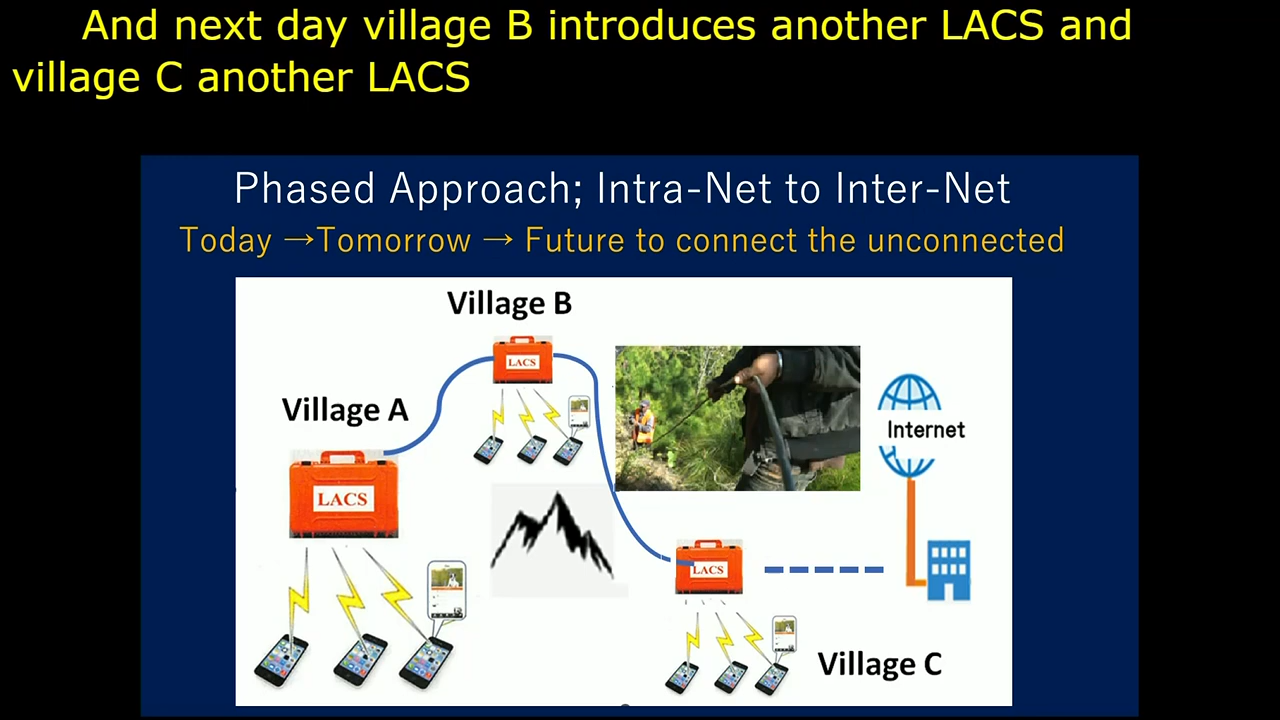 And next day village B introduces another LACS and
village C another LACS
Phased Approach; Intra-Net to Inter-Net
Today →Tomorrow → Future to connect the unconnected
Village B
LACS
Village A
LACS
Internet
LACS
Village C